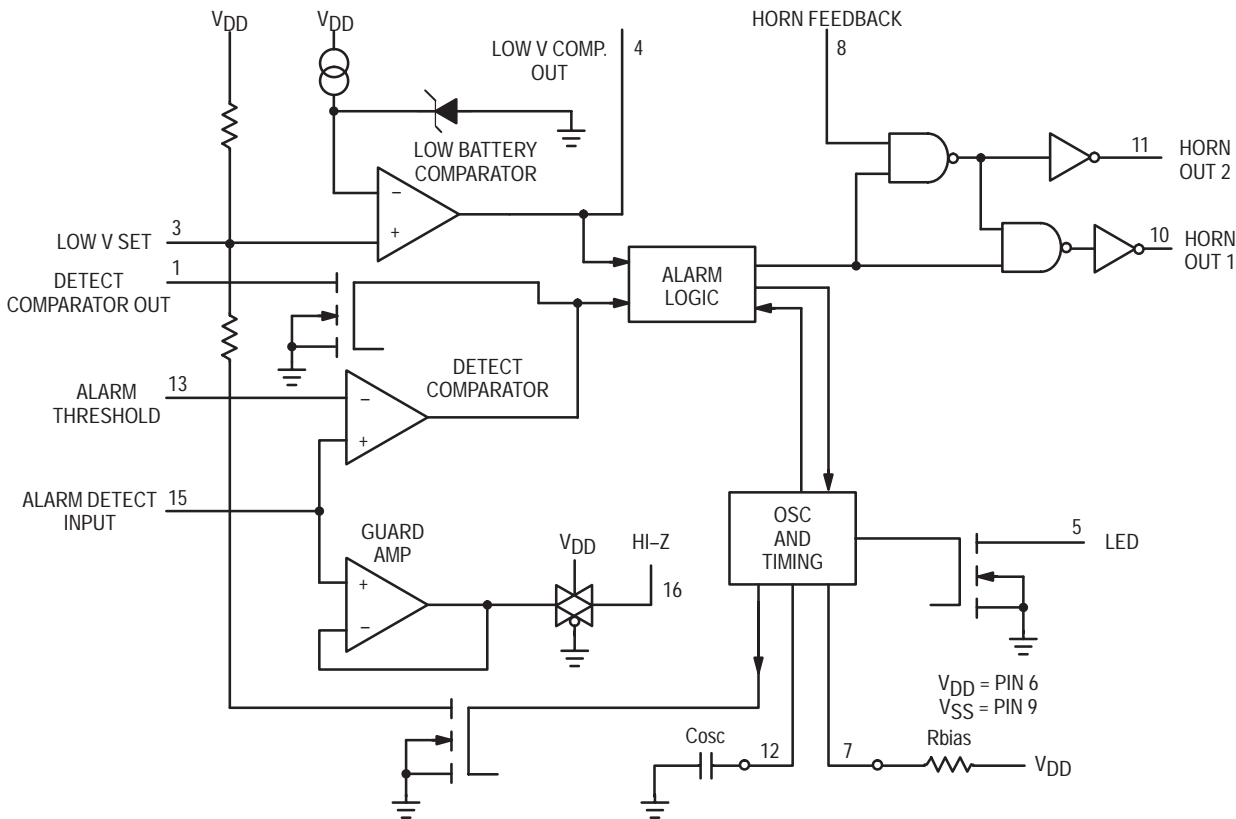 VDD
VDD
LOW V COMP.
OUT
4
HORN FEEDBACK
8
LOW BATTERY
COMPARATOR
−
+
11
HORN
OUT 2
LOW V SET
3
10
HORN
OUT 1
1
DETECT
COMPARATOR OUT
ALARM
LOGIC
ALARM
THRESHOLD
13
−
+
DETECT
COMPARATOR
ALARM DETECT
INPUT
15
GUARD
AMP
+
−
VDD
HI–Z
16
OSC
AND
TIMING
5
LED
VDD = PIN 6
VSS = PIN 9
Cosc
12
7
Rbias
VDD